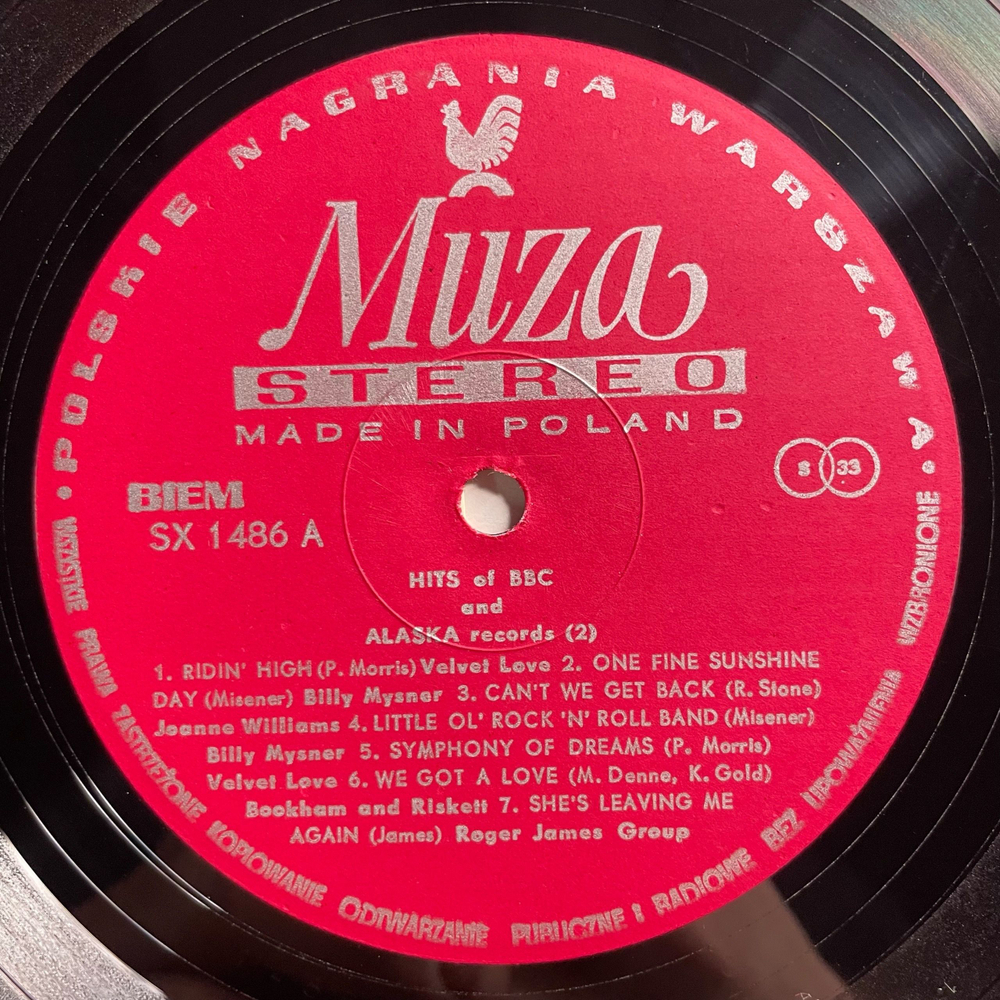 • POLSKIE NAGRANIA WARSZAWA •
Muza
STEREO
MADE IN POLAND
BIEM
SX 1486 A
S 33
HITS of BBC
and
ALASKA records (2)
1. RIDIN' HIGH (P. Morris) Velvet Love 2. ONE FINE SUNSHINE
DAY (Misener) Billy Mysner 3. CAN'T WE GET BACK (R. Stone)
Joanne Williams 4. LITTLE OL' ROCK 'N' ROLL BAND (Misener)
Billy Mysner 5. SYMPHONY OF DREAMS (P. Morris)
Velvet Love 6. WE GOT A LOVE (M. Denne, K. Gold)
Bookham and Riskett 7. SHE'S LEAVING ME
AGAIN (James) Roger James Group
WSZYSTKIE PRAWA ZASTRZEŻONE KOPIOWANIE ODTWARZANIE PUBLICZNE I RADIOWE BEZ UPOWAŻNIENIA WZBRONIONE